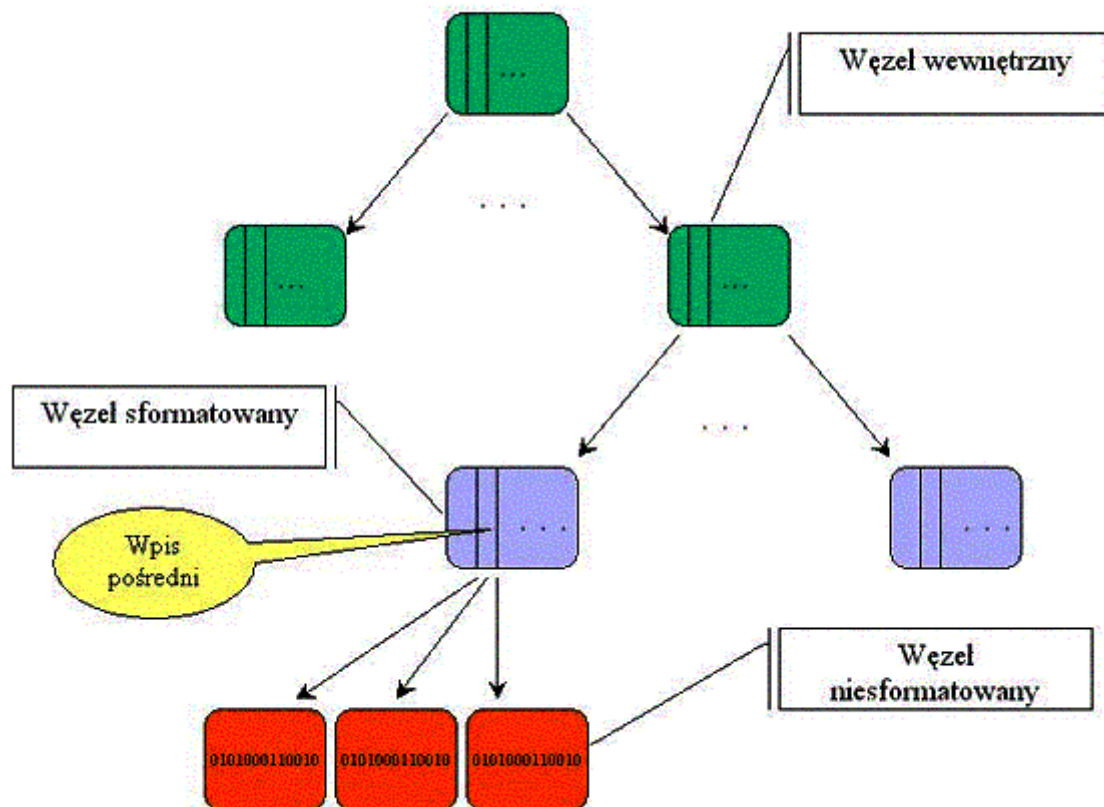 ...
Węzeł wewnętrzny
. . .
...
...
Węzeł sformatowany
. . .
Wpis
pośredni
. . .
. . .
Węzeł
niesformatowany
0101000110010
0101000110010
0101000110010